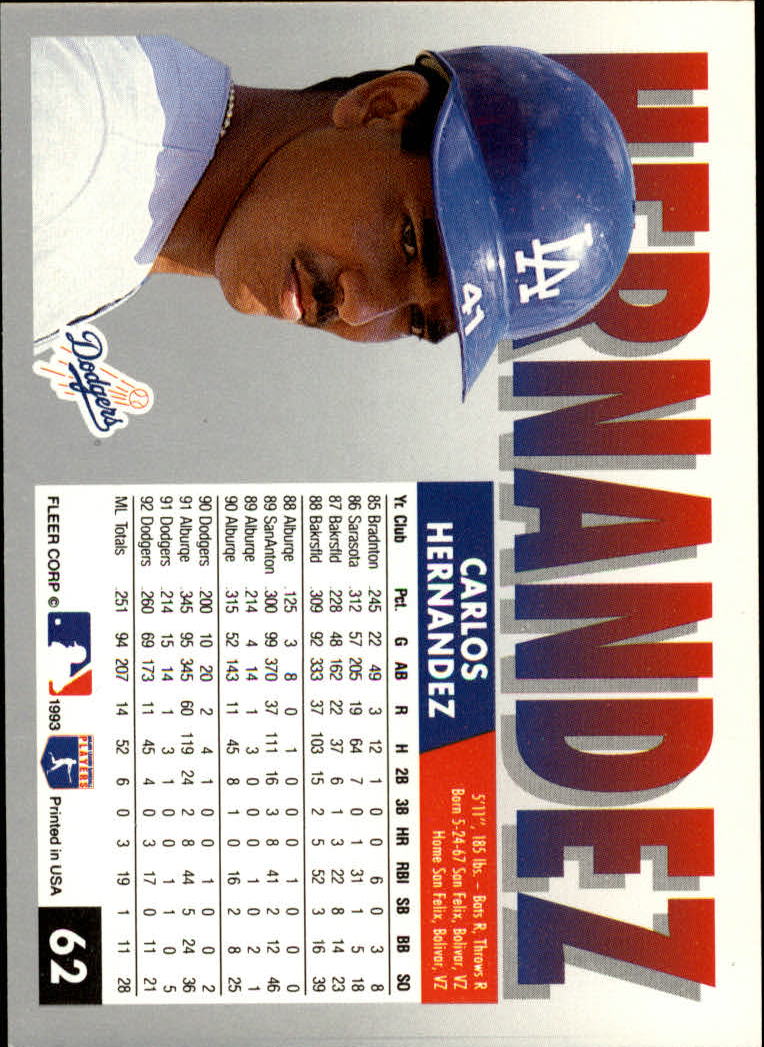 HERNANDEZ
LA
41
Dodgers
CARLOS
HERNANDEZ
5'11", 185 lbs. – Bats R, Throws R
Born 5-24-67 San Felix, Bolivar, VZ
Home San Felix, Bolivar, VZ
Yr. Club Pct. G AB R H 2B 3B HR RBI SB BB SO
85 Bradnton .245 22 49 3 12 1 0 0 6 0 3 8
86 Sarasota .312 57 205 19 64 7 0 1 31 1 5 18
87 Bakrsfld .228 48 162 22 37 6 1 3 22 8 14 23
88 Bakrsfld .309 92 333 37 103 15 2 5 52 3 16 39
88 Alburqe .125 3 8 0 1 0 0 0 1 0 0 0
89 SanAnton .300 99 370 37 111 16 3 8 41 2 12 46
89 Alburqe .214 4 14 1 3 0 0 0 1 0 2 1
90 Alburqe .315 52 143 11 45 8 1 0 16 2 8 25
90 Dodgers .200 10 20 2 4 1 0 0 1 0 0 2
91 Alburqe .345 95 345 60 119 24 2 8 44 5 24 36
91 Dodgers .214 15 14 1 3 1 0 0 1 1 0 5
92 Dodgers .260 69 173 11 45 4 0 3 17 0 11 21
ML Totals .251 94 207 14 52 6 0 3 19 1 11 28
FLEER CORP © 1993 Printed in USA
PLAYERS
62